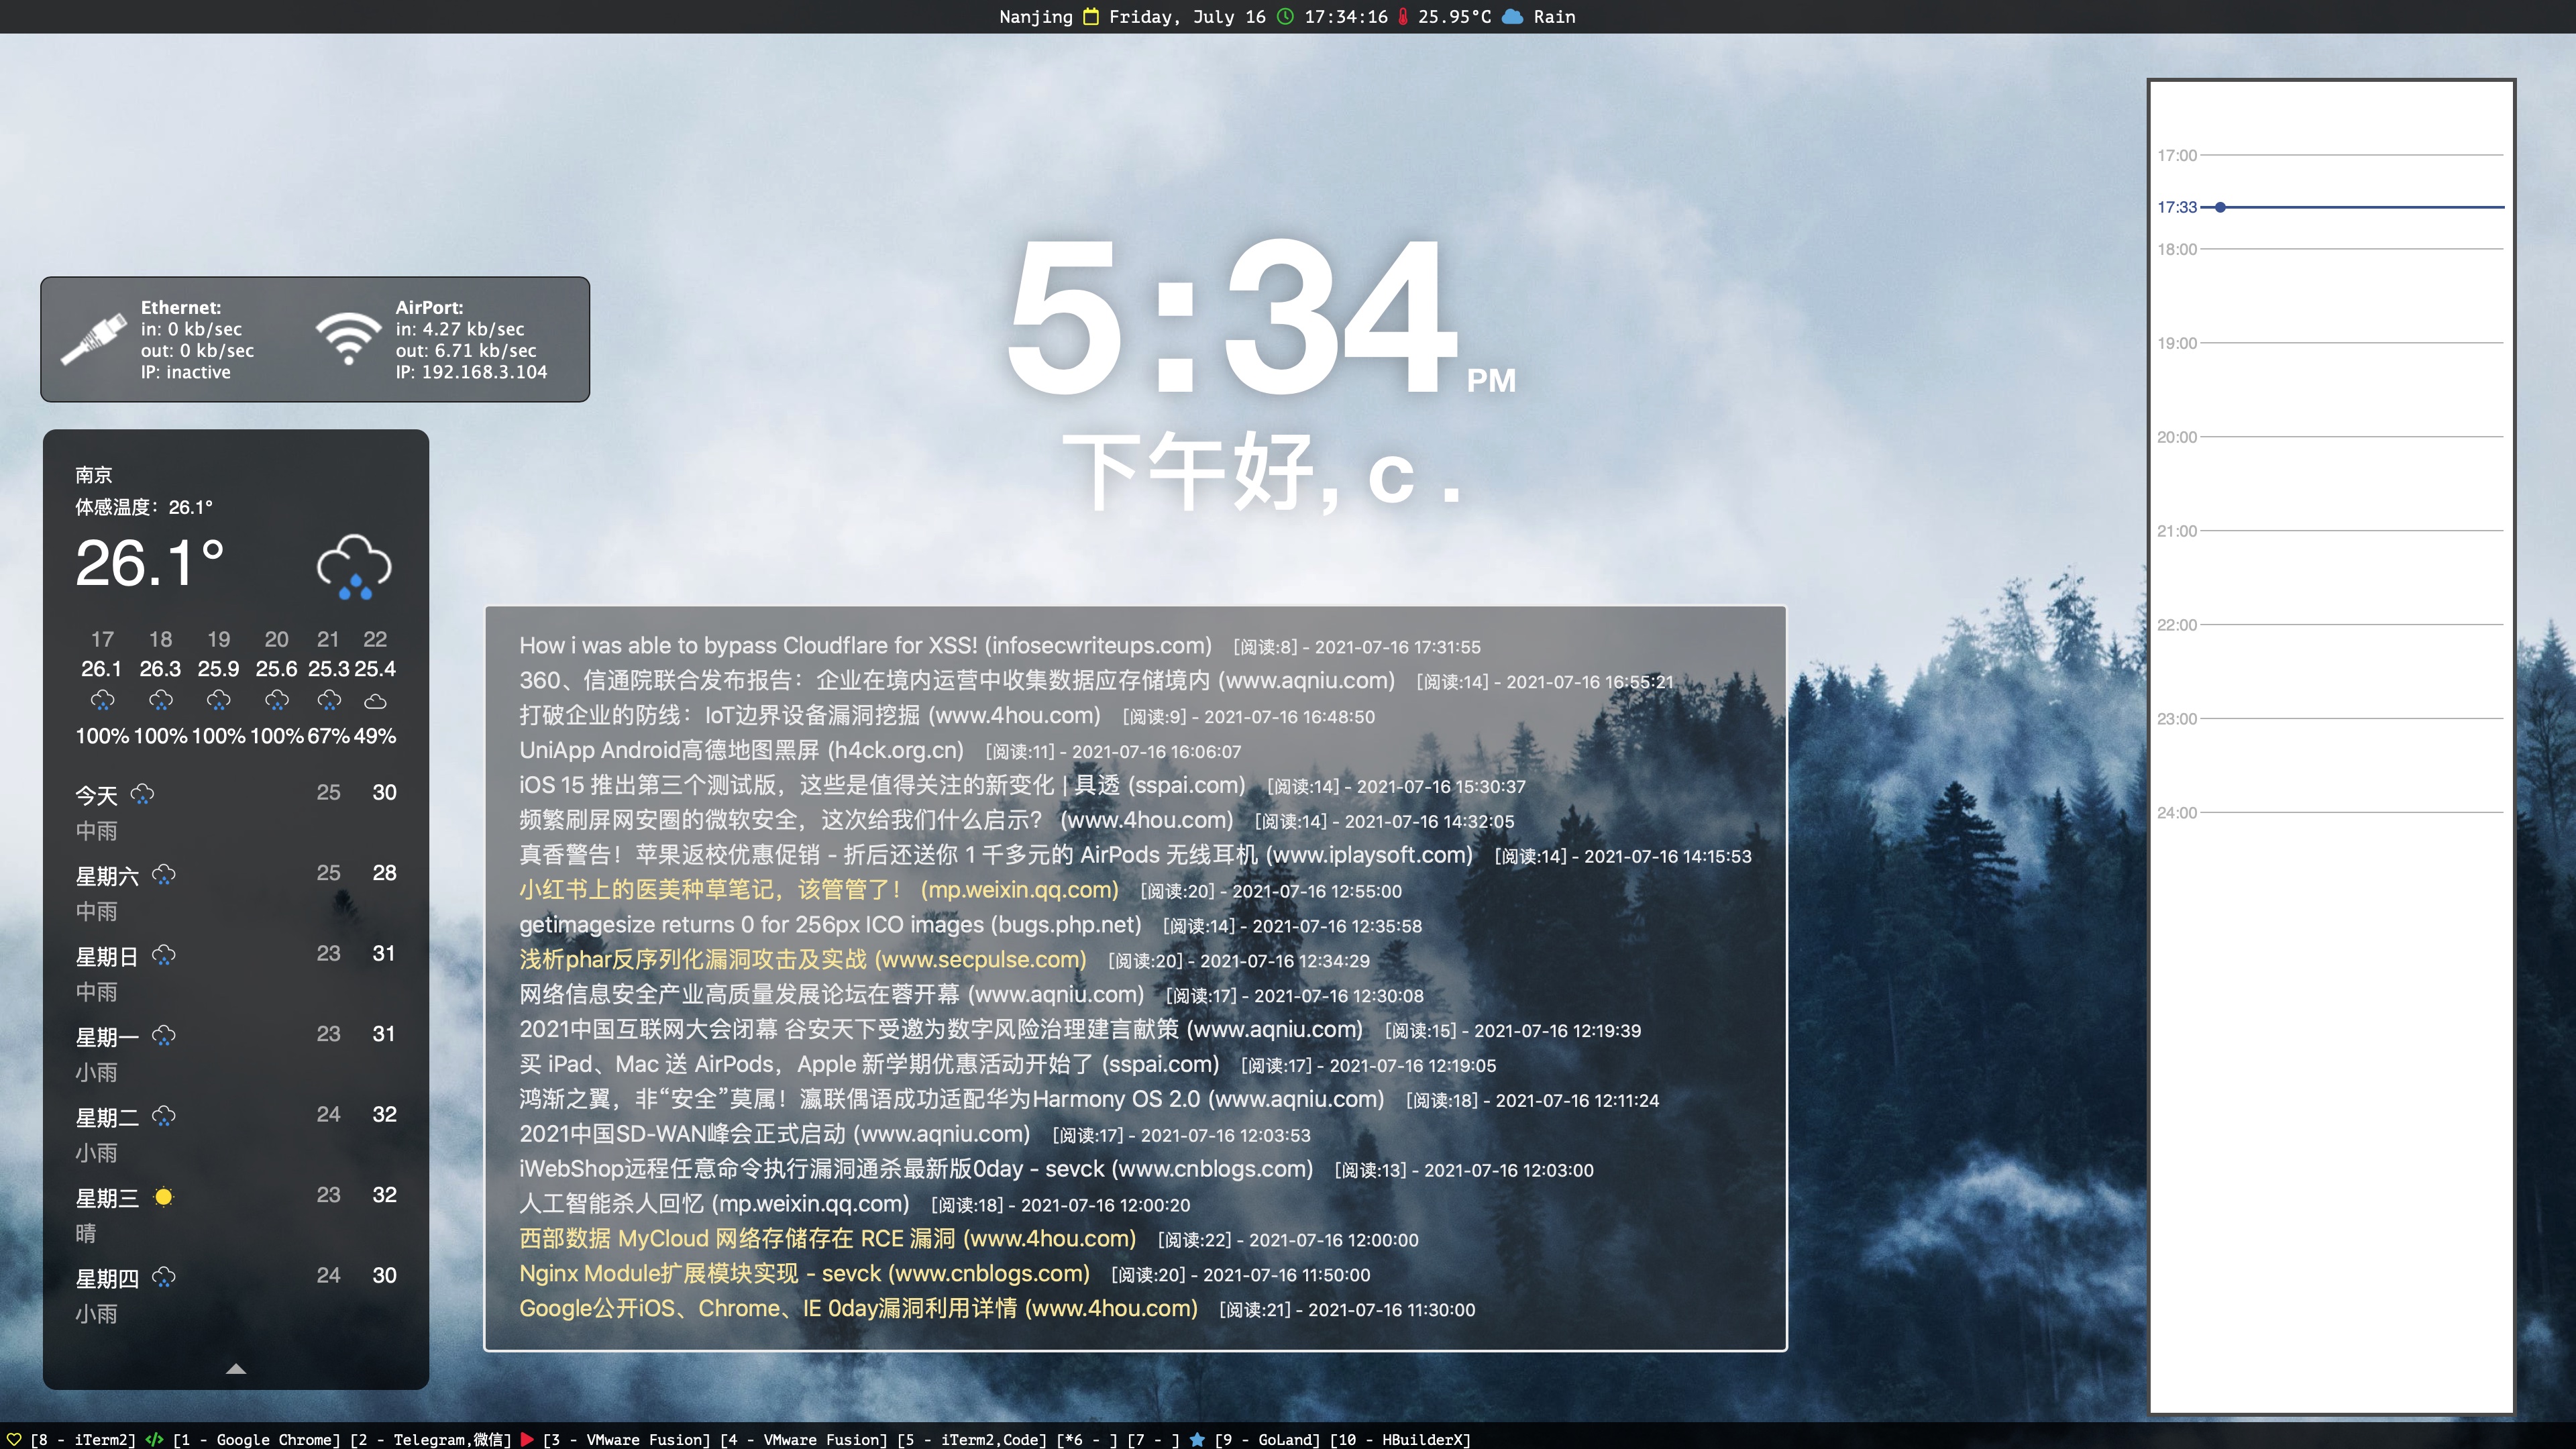 Nanjing Friday, July 16 17:34:16 25.95°C Rain
Ethernet:
in: 0 kb/sec
out: 0 kb/sec
IP: inactive
AirPort:
in: 4.27 kb/sec
out: 6.71 kb/sec
IP: 192.168.3.104
5:34 PM
下午好, c .
南京
体感温度：26.1°
26.1°
17 18 19 20 21 22
26.1 26.3 25.9 25.6 25.3 25.4
100% 100% 100% 100% 67% 49%
今天 25 30
中雨
星期六 25 28
中雨
星期日 23 31
中雨
星期一 23 31
小雨
星期二 24 32
小雨
星期三 23 32
晴
星期四 24 30
小雨
How i was able to bypass Cloudflare for XSS! (infosecwriteups.com) [阅读:8] - 2021-07-16 17:31:55
360、信通院联合发布报告：企业在境内运营中收集数据应存储境内 (www.aqniu.com) [阅读:14] - 2021-07-16 16:55:21
打破企业的防线：IoT边界设备漏洞挖掘 (www.4hou.com) [阅读:9] - 2021-07-16 16:48:50
UniApp Android高德地图黑屏 (h4ck.org.cn) [阅读:11] - 2021-07-16 16:06:07
iOS 15 推出第三个测试版，这些是值得关注的新变化 | 具透 (sspai.com) [阅读:14] - 2021-07-16 15:30:37
频繁刷屏网安圈的微软安全，这次给我们什么启示？ (www.4hou.com) [阅读:14] - 2021-07-16 14:32:05
真香警告！苹果返校优惠促销 - 折后还送你 1 千多元的 AirPods 无线耳机 (www.iplaysoft.com) [阅读:14] - 2021-07-16 14:15:53
小红书上的医美种草笔记，该管管了！ (mp.weixin.qq.com) [阅读:20] - 2021-07-16 12:55:00
getimagesize returns 0 for 256px ICO images (bugs.php.net) [阅读:14] - 2021-07-16 12:35:58
浅析phar反序列化漏洞攻击及实战 (www.secpulse.com) [阅读:20] - 2021-07-16 12:34:29
网络信息安全产业高质量发展论坛在蓉开幕 (www.aqniu.com) [阅读:17] - 2021-07-16 12:30:08
2021中国互联网大会闭幕 谷安天下受邀为数字风险治理建言献策 (www.aqniu.com) [阅读:15] - 2021-07-16 12:19:39
买 iPad、Mac 送 AirPods，Apple 新学期优惠活动开始了 (sspai.com) [阅读:17] - 2021-07-16 12:19:05
鸿渐之翼，非“安全”莫属！瀛联偶语成功适配华为Harmony OS 2.0 (www.aqniu.com) [阅读:18] - 2021-07-16 12:11:24
2021中国SD-WAN峰会正式启动 (www.aqniu.com) [阅读:17] - 2021-07-16 12:03:53
iWebShop远程任意命令执行漏洞通杀最新版0day - sevck (www.cnblogs.com) [阅读:13] - 2021-07-16 12:03:00
人工智能杀人回忆 (mp.weixin.qq.com) [阅读:18] - 2021-07-16 12:00:20
西部数据 MyCloud 网络存储存在 RCE 漏洞 (www.4hou.com) [阅读:22] - 2021-07-16 12:00:00
Nginx Module扩展模块实现 - sevck (www.cnblogs.com) [阅读:20] - 2021-07-16 11:50:00
Google公开iOS、Chrome、IE 0day漏洞利用详情 (www.4hou.com) [阅读:21] - 2021-07-16 11:30:00
17:00
17:33
18:00
19:00
20:00
21:00
22:00
23:00
24:00
[8 - iTerm2] [1 - Google Chrome] [2 - Telegram,微信] [3 - VMware Fusion] [4 - VMware Fusion] [5 - iTerm2,Code] [*6 - ] [7 - ] [9 - GoLand] [10 - HBuilderX]